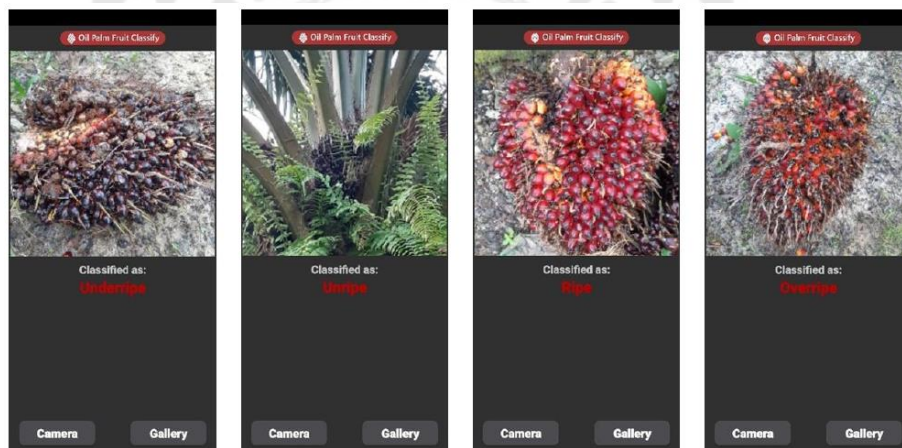 Oil Palm Fruit Classify
Classified as:
Underripe
Camera Gallery
Oil Palm Fruit Classify
Classified as:
Unripe
Camera Gallery
Oil Palm Fruit Classify
Classified as:
Ripe
Camera Gallery
Oil Palm Fruit Classify
Classified as:
Overripe
Camera Gallery